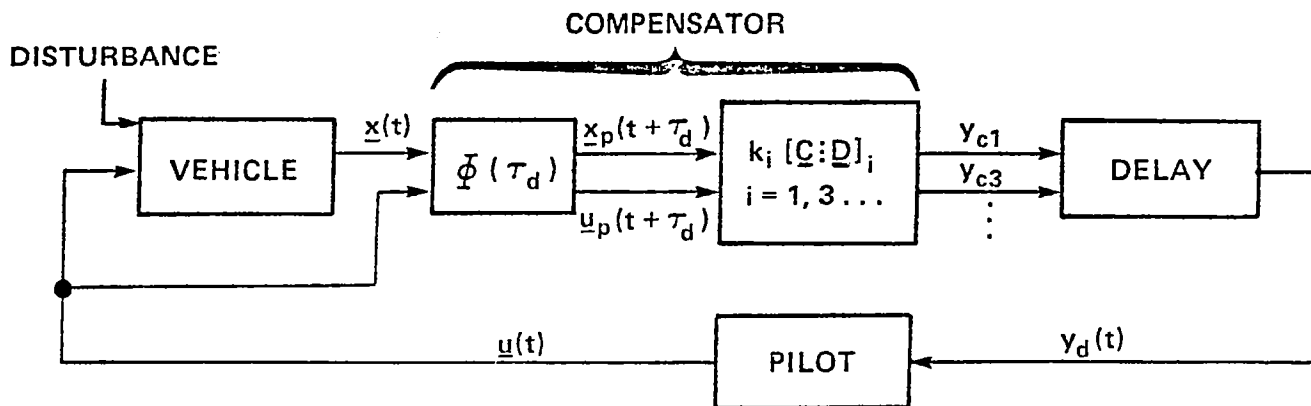 COMPENSATOR
DISTURBANCE
VEHICLE
x(t)
Φ(τd)
xp(t + τd)
up(t + τd)
ki [C⋮D]i
i = 1, 3 . . .
yc1
yc3
⋮
DELAY
u(t)
PILOT
yd(t)